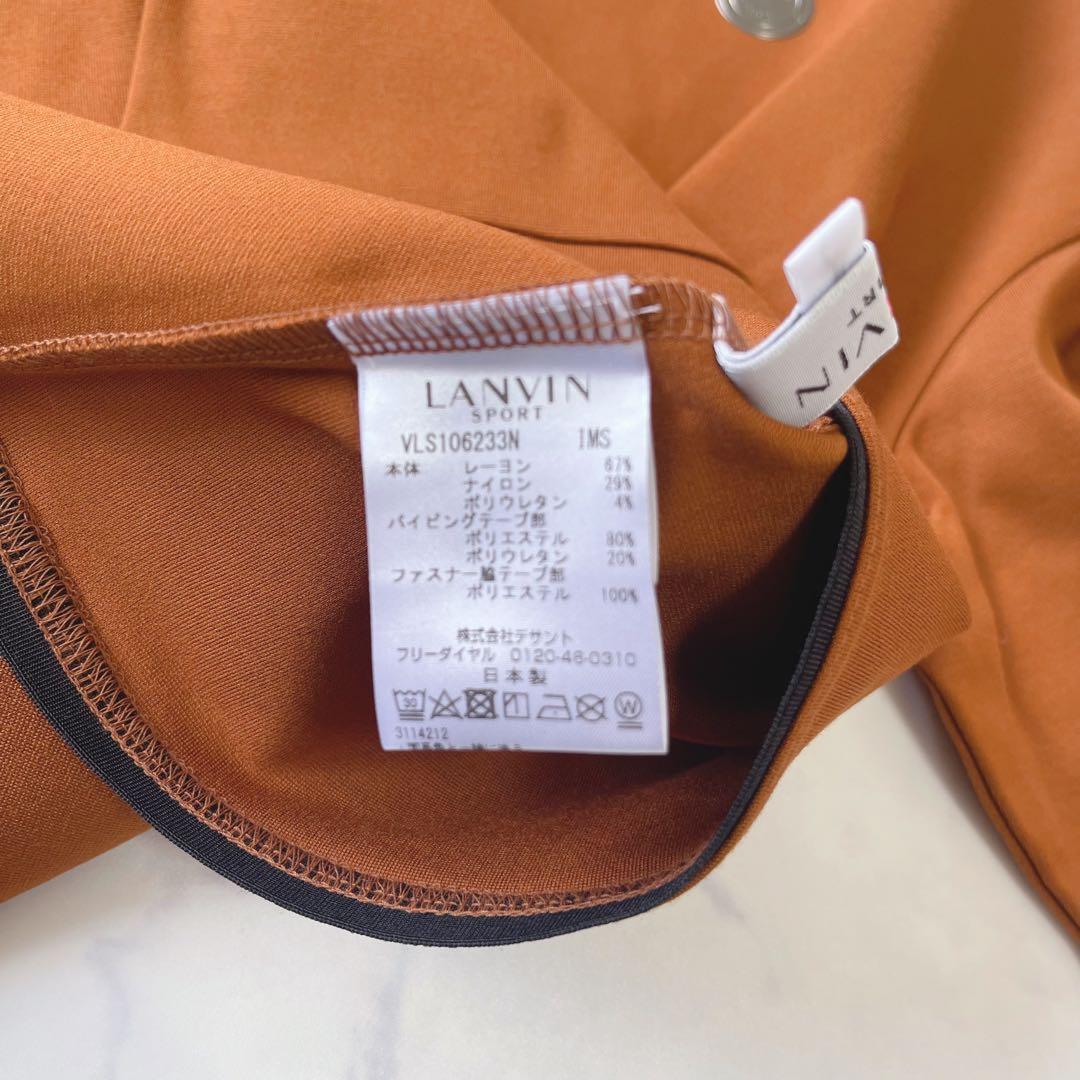 LANVIN
SPORT
VLS106233N IMS
本体 レーヨン 67%
ナイロン 29%
ポリウレタン 4%
パイピングテープ部
ポリエステル 80%
ポリウレタン 20%
ファスナー脇テープ部
ポリエステル 100%
株式会社デサント
フリーダイヤル 0120-46-0310
日本製
30 W
3114212
VIN
RT